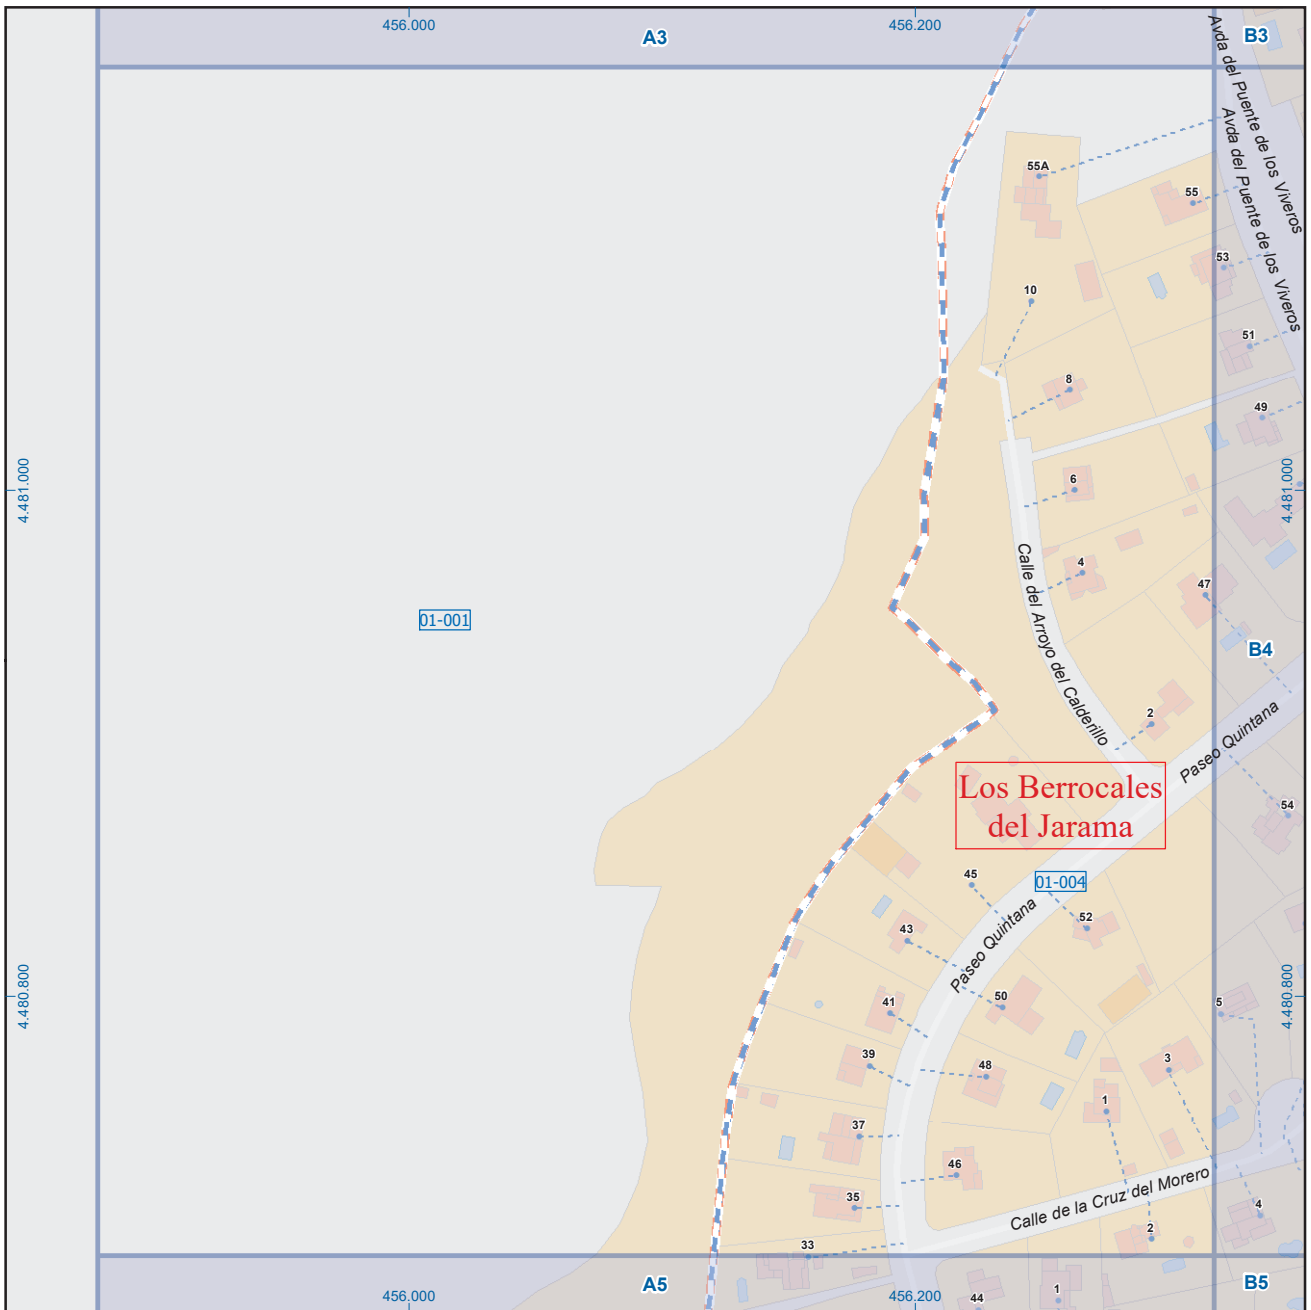 456.000
456.200
A3
B3
Avda del Puente de los Viveros
Avda del Puente de los Viveros
55A
55
53
10
51
8
49
4.481.000
6
4.481.000
Calle del Arroyo del Calderillo
4
47
01-001
B4
2
Paseo Quintana
Los Berrocales
del Jarama
54
45
01-004
52
Paseo Quintana
43
4.480.800
50
41
5
4.480.800
39
48
3
1
37
46
Calle de la Cruz del Morero
35
4
2
33
A5
B5
456.000
456.200
44
1